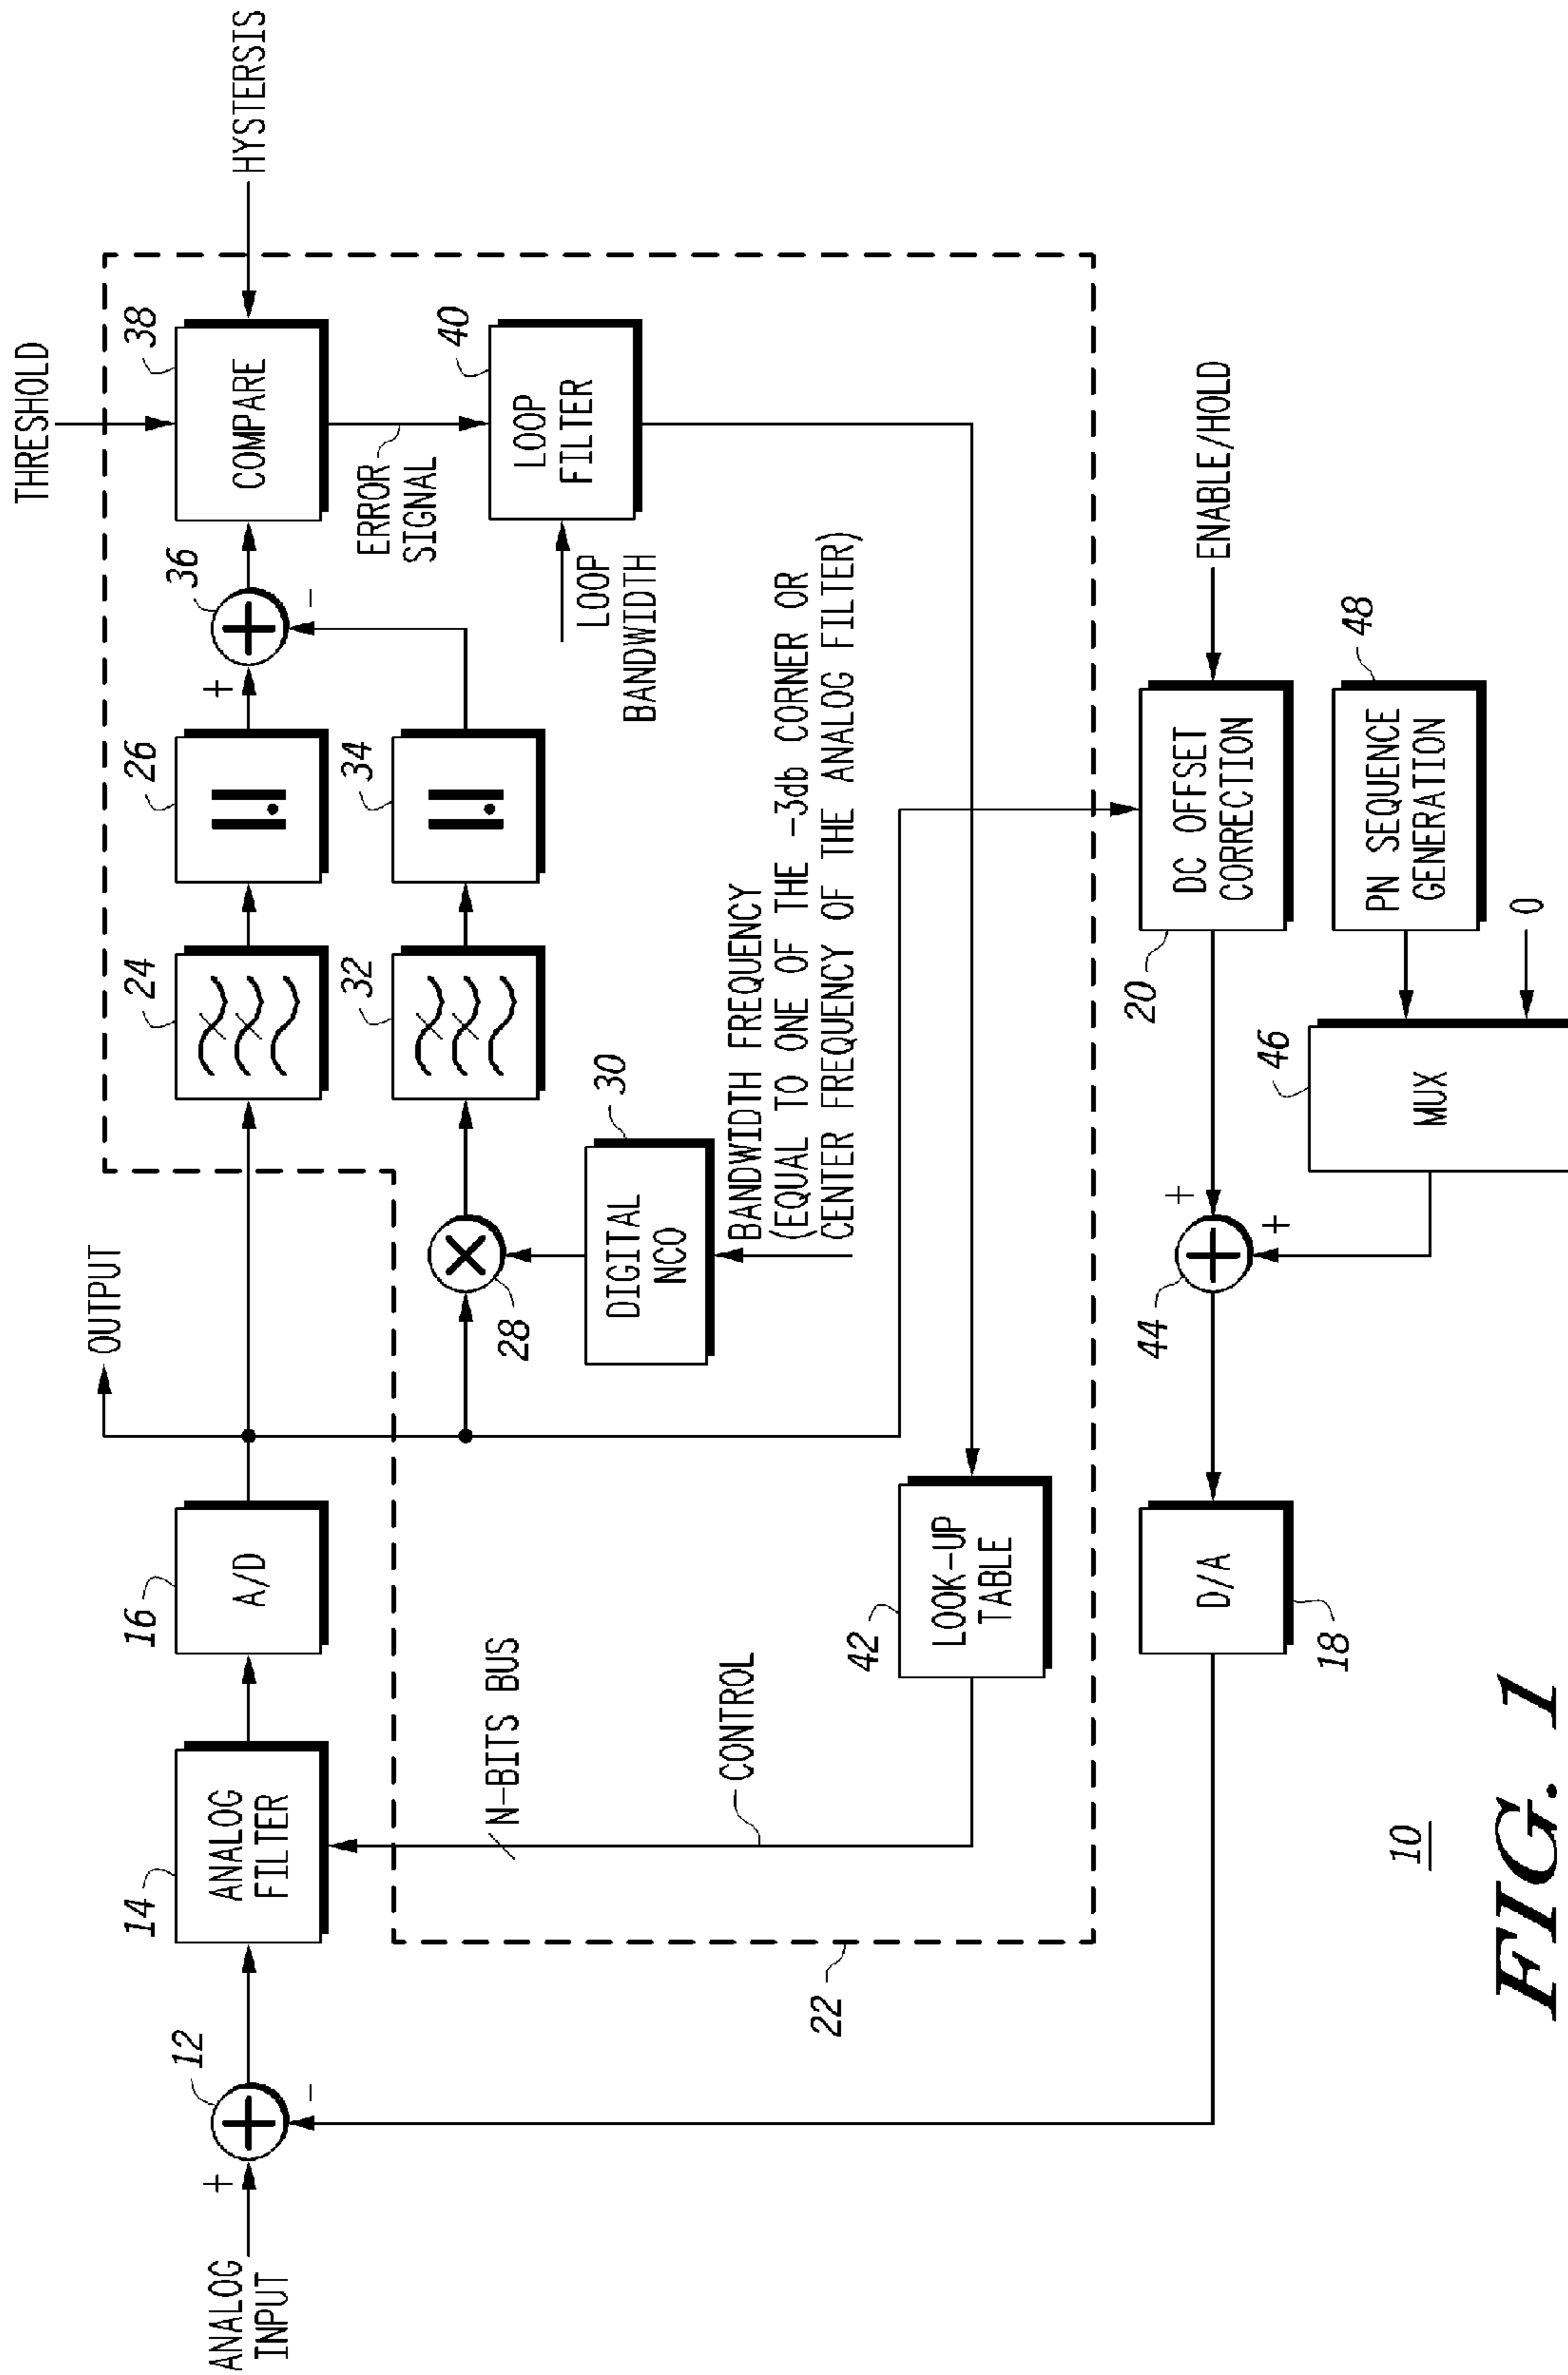 THRESHOLD
HYSTERSIS
OUTPUT
ANALOG
INPUT
+
-
12
14
ANALOG
FILTER
16
A/D
24
26
|.|
+
-
36
38
COMPARE
ERROR
SIGNAL
40
LOOP
FILTER
LOOP
BANDWIDTH
32
34
|.|
28
30
DIGITAL
NCO
BANDWIDTH FREQUENCY
(EQUAL TO ONE OF THE -3db CORNER OR
CENTER FREQUENCY OF THE ANALOG FILTER)
N-BITS BUS
CONTROL
42
LOOK-UP
TABLE
22
18
D/A
44
+
+
20
DC OFFSET
CORRECTION
ENABLE/HOLD
46
MUX
48
PN SEQUENCE
GENERATION
0
10
FIG. 1